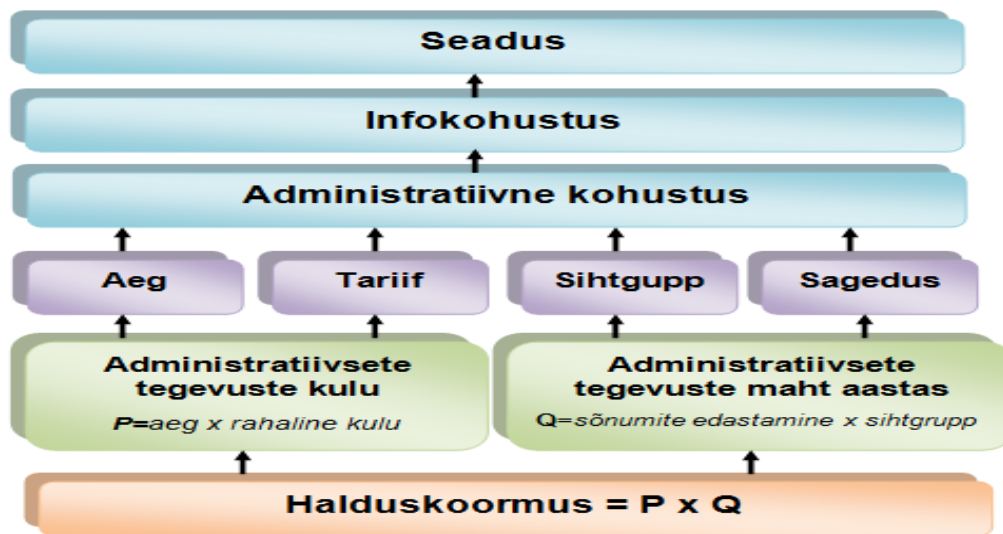 Seadus
Infokohustus
Administratiivne kohustus
Aeg
Tariif
Sihtgupp
Sagedus
Administratiivsete
tegevuste kulu
P=aeg x rahaline kulu
Administratiivsete
tegevuste maht aastas
Q=sõnumite edastamine x sihtgrupp
Halduskoormus = P x Q